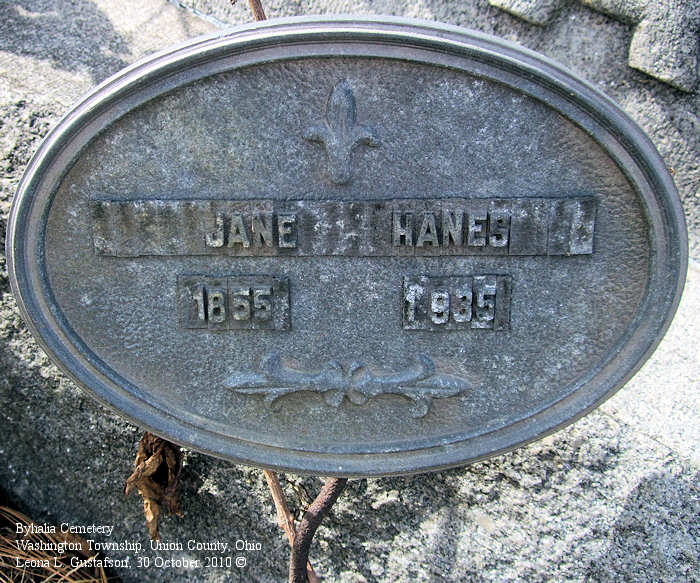 JANE HANES
1855 1935
Byhalia Cemetery
Washington Township, Union County, Ohio
Leona L. Gustafson, 30 October 2010 ©